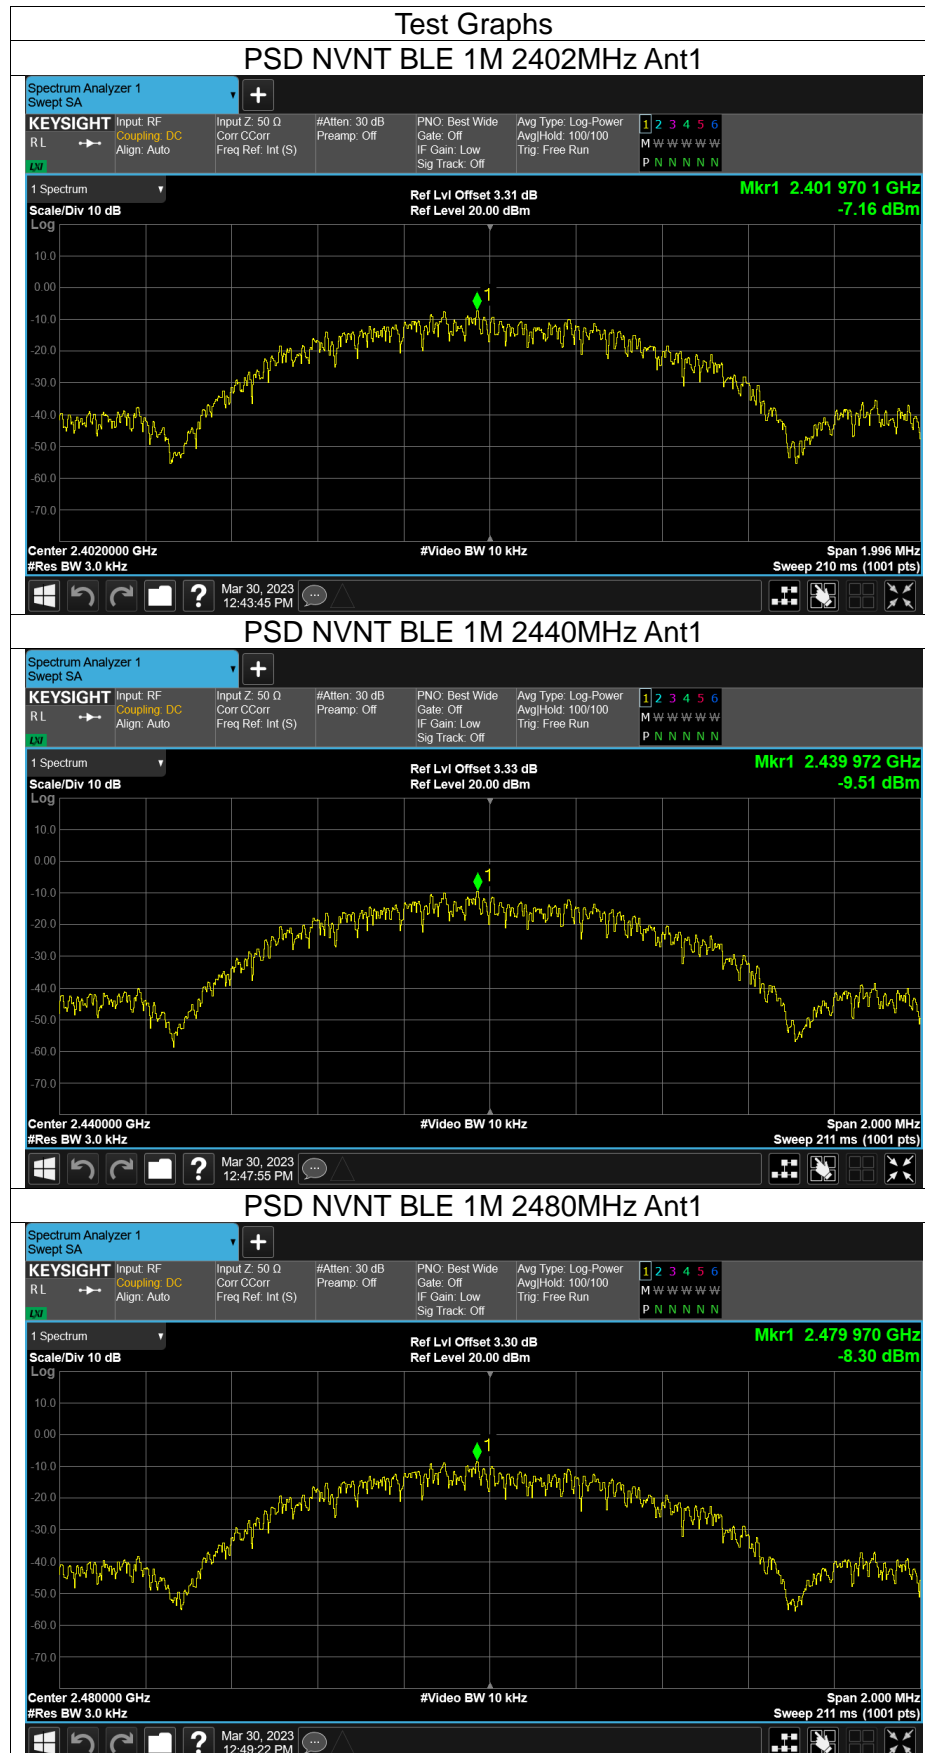 Test Graphs
PSD NVNT BLE 1M 2402MHz Ant1
Spectrum Analyzer 1
Swept SA
+
KEYSIGHT
RL
LXI
Input: RF
Coupling: DC
Align: Auto
Input Z: 50 Ω
Corr CCorr
Freq Ref: Int (S)
#Atten: 30 dB
Preamp: Off
PNO: Best Wide
Gate: Off
IF Gain: Low
Sig Track: Off
Avg Type: Log-Power
Avg|Hold: 100/100
Trig: Free Run
1 2 3 4 5 6
M W W W W W
P N N N N N
1 Spectrum
Scale/Div 10 dB
Ref Lvl Offset 3.31 dB
Ref Level 20.00 dBm
Mkr1 2.401 970 1 GHz
-7.16 dBm
Log
10.0
0.00
1
-10.0
-20.0
-30.0
-40.0
-50.0
-60.0
-70.0
Center 2.4020000 GHz
#Res BW 3.0 kHz
#Video BW 10 kHz
Span 1.996 MHz
Sweep 210 ms (1001 pts)
?
Mar 30, 2023
12:43:45 PM
PSD NVNT BLE 1M 2440MHz Ant1
Spectrum Analyzer 1
Swept SA
+
KEYSIGHT
RL
LXI
Input: RF
Coupling: DC
Align: Auto
Input Z: 50 Ω
Corr CCorr
Freq Ref: Int (S)
#Atten: 30 dB
Preamp: Off
PNO: Best Wide
Gate: Off
IF Gain: Low
Sig Track: Off
Avg Type: Log-Power
Avg|Hold: 100/100
Trig: Free Run
1 2 3 4 5 6
M W W W W W
P N N N N N
1 Spectrum
Scale/Div 10 dB
Ref Lvl Offset 3.33 dB
Ref Level 20.00 dBm
Mkr1 2.439 972 GHz
-9.51 dBm
Log
10.0
0.00
1
-10.0
-20.0
-30.0
-40.0
-50.0
-60.0
-70.0
Center 2.440000 GHz
#Res BW 3.0 kHz
#Video BW 10 kHz
Span 2.000 MHz
Sweep 211 ms (1001 pts)
?
Mar 30, 2023
12:47:55 PM
PSD NVNT BLE 1M 2480MHz Ant1
Spectrum Analyzer 1
Swept SA
+
KEYSIGHT
RL
LXI
Input: RF
Coupling: DC
Align: Auto
Input Z: 50 Ω
Corr CCorr
Freq Ref: Int (S)
#Atten: 30 dB
Preamp: Off
PNO: Best Wide
Gate: Off
IF Gain: Low
Sig Track: Off
Avg Type: Log-Power
Avg|Hold: 100/100
Trig: Free Run
1 2 3 4 5 6
M W W W W W
P N N N N N
1 Spectrum
Scale/Div 10 dB
Ref Lvl Offset 3.30 dB
Ref Level 20.00 dBm
Mkr1 2.479 970 GHz
-8.30 dBm
Log
10.0
0.00
1
-10.0
-20.0
-30.0
-40.0
-50.0
-60.0
-70.0
Center 2.480000 GHz
#Res BW 3.0 kHz
#Video BW 10 kHz
Span 2.000 MHz
Sweep 211 ms (1001 pts)
?
Mar 30, 2023
12:49:22 PM